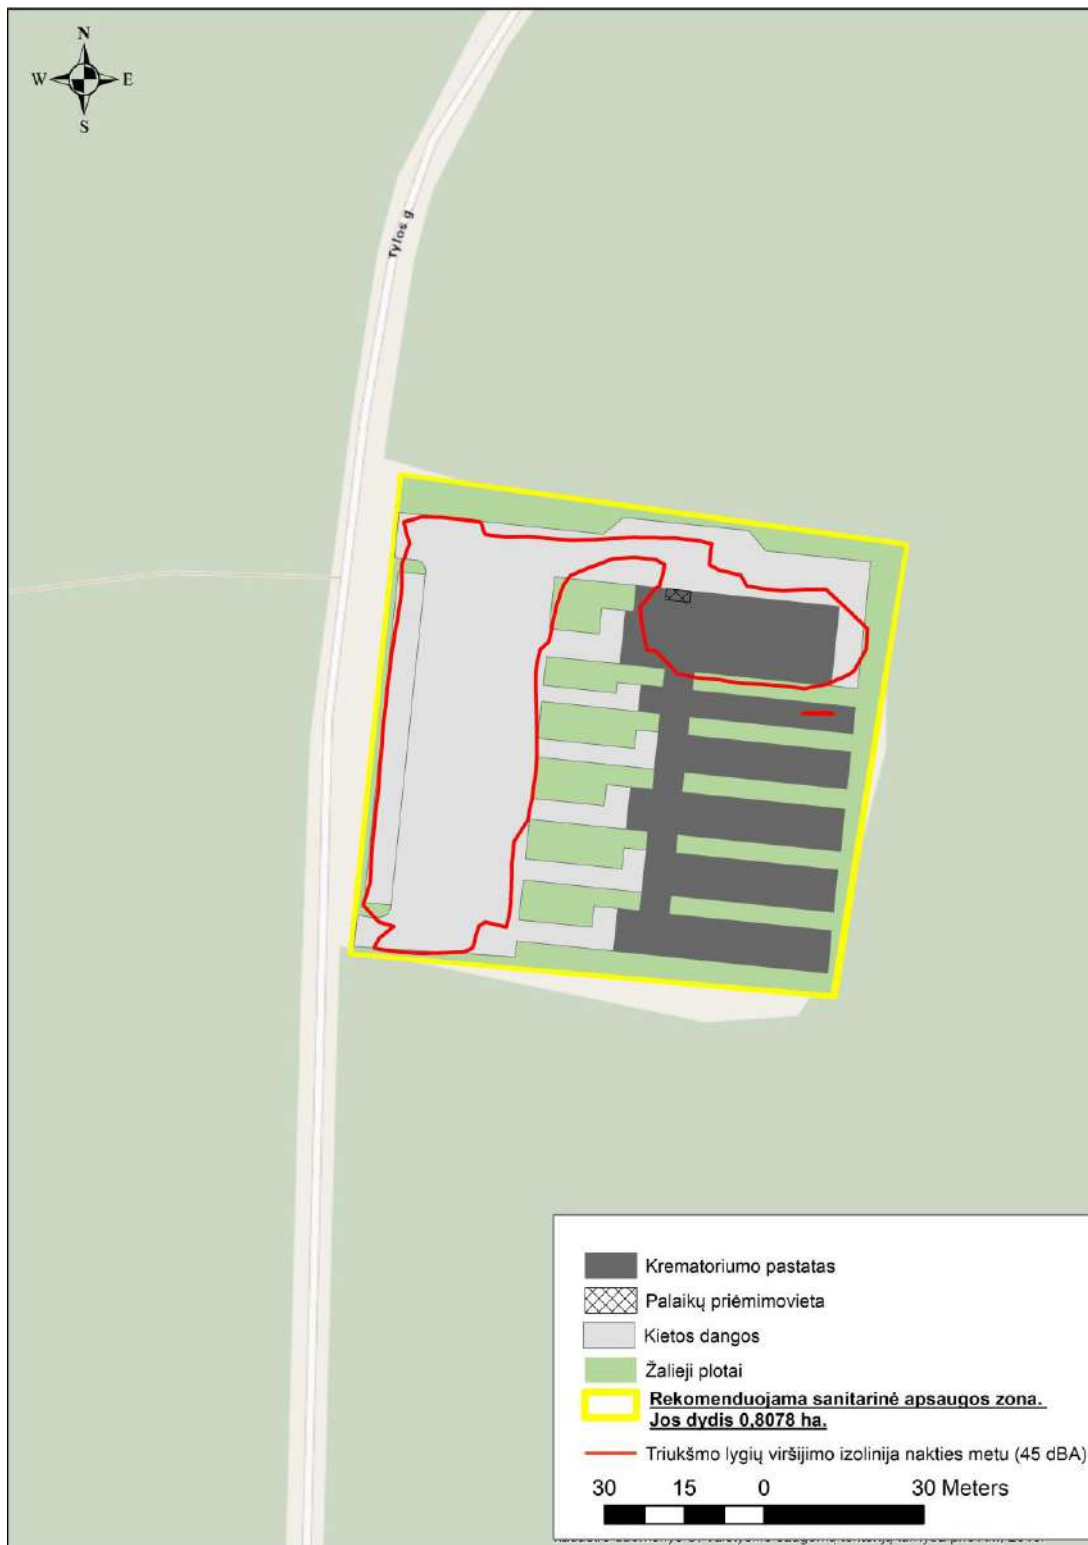 N
W E
S
Tylos g.
Krematoriumo pastatas
Palaikų priėmimovieta
Kietos dangos
Žalieji plotai
Rekomenduojama sanitarinė apsaugos zona.
Jos dydis 0,8078 ha.
Triukšmo lygių viršijimo izolinija nakties metu (45 dBA)
30 15 0 30 Meters